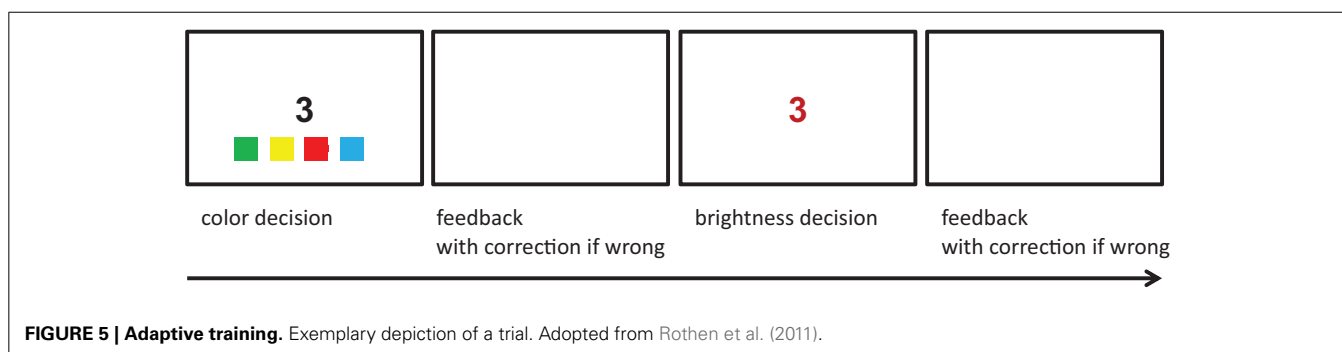 3
3
color decision
feedback
with correction if wrong
brightness decision
feedback
with correction if wrong
FIGURE 5 | Adaptive training. Exemplary depiction of a trial. Adopted from Rothen et al. (2011).